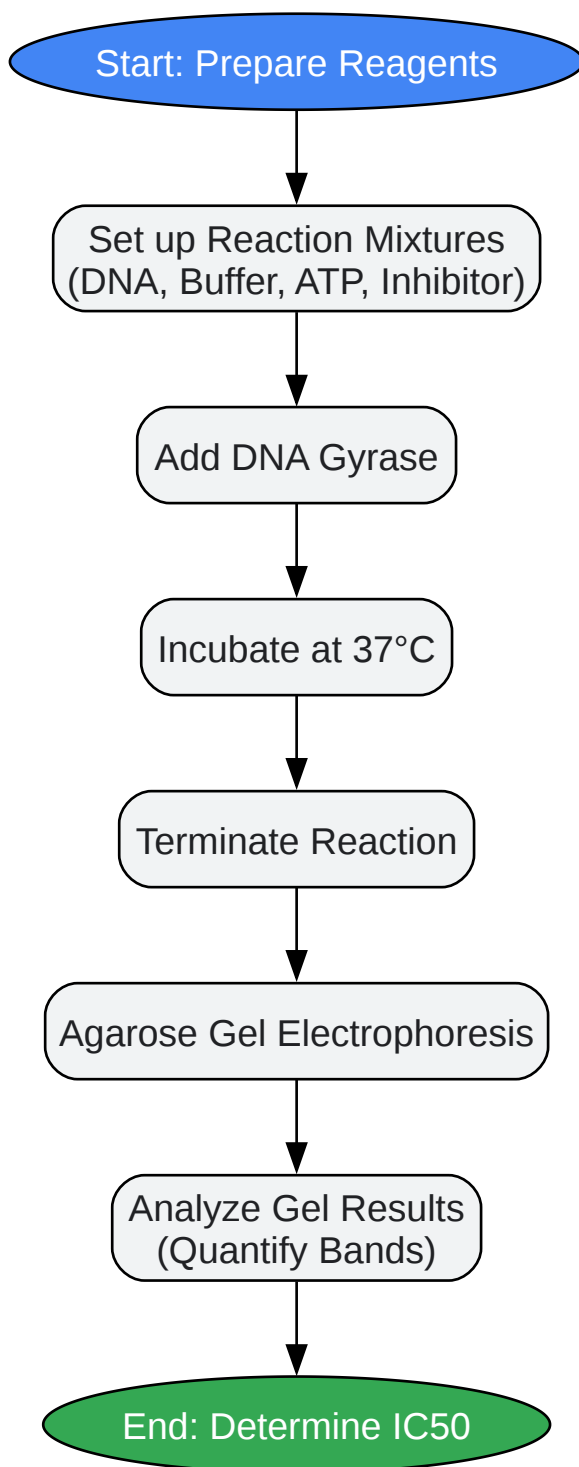 Start: Prepare Reagents
Set up Reaction Mixtures
(DNA, Buffer, ATP, Inhibitor)
Add DNA Gyrase
Incubate at 37°C
Terminate Reaction
Agarose Gel Electrophoresis
Analyze Gel Results
(Quantify Bands)
End: Determine IC50